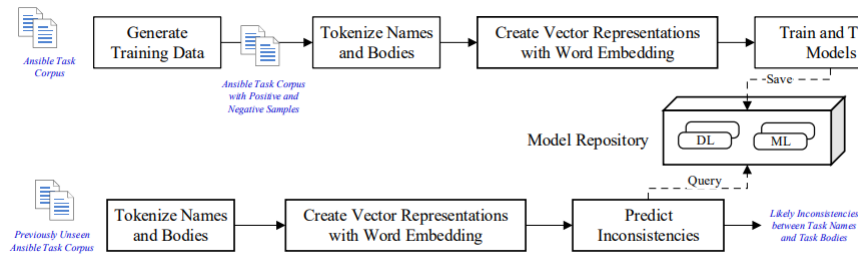 Ansible Task
Corpus
Generate
Training Data
Ansible Task Corpus
with Positive and
Negative Samples
Tokenize Names
and Bodies
Create Vector Representations
with Word Embedding
Train and T
Models
Save
Model Repository
DL
ML
Query
Previously Unseen
Ansible Task Corpus
Tokenize Names
and Bodies
Create Vector Representations
with Word Embedding
Predict
Inconsistencies
Likely Inconsistencies
between Task Names
and Task Bodies